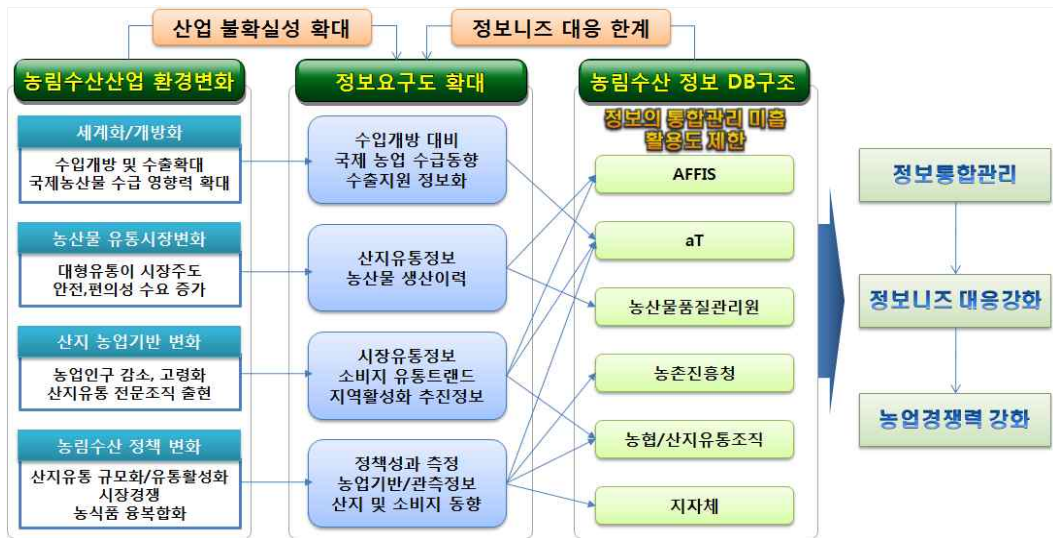 산업 불확실성 확대
정보니즈 대응 한계
농림수산산업 환경변화
세계화/개방화
수입개방 및 수출확대
국제농산물 수급 영향력 확대
농산물 유통시장변화
대형유통이 시장주도
안전,편의성 수요 증가
산지 농업기반 변화
농업인구 감소, 고령화
산지유통 전문조직 출현
농림수산 정책 변화
산지유통 규모화/유통활성화
시장경쟁
농식품 융복합화
정보요구도 확대
수입개방 대비
국제 농업 수급동향
수출지원 정보화
산지유통정보
농산물 생산이력
시장유통정보
소비지 유통트랜드
지역활성화 추진정보
정책성과 측정
농업기반/관측정보
산지 및 소비지 동향
농림수산 정보 DB구조
정보의 통합관리 미흡
활용도 제한
AFFIS
aT
농산물품질관리원
농촌진흥청
농협/산지유통조직
지자체
정보통합관리
정보니즈 대응강화
농업경쟁력 강화